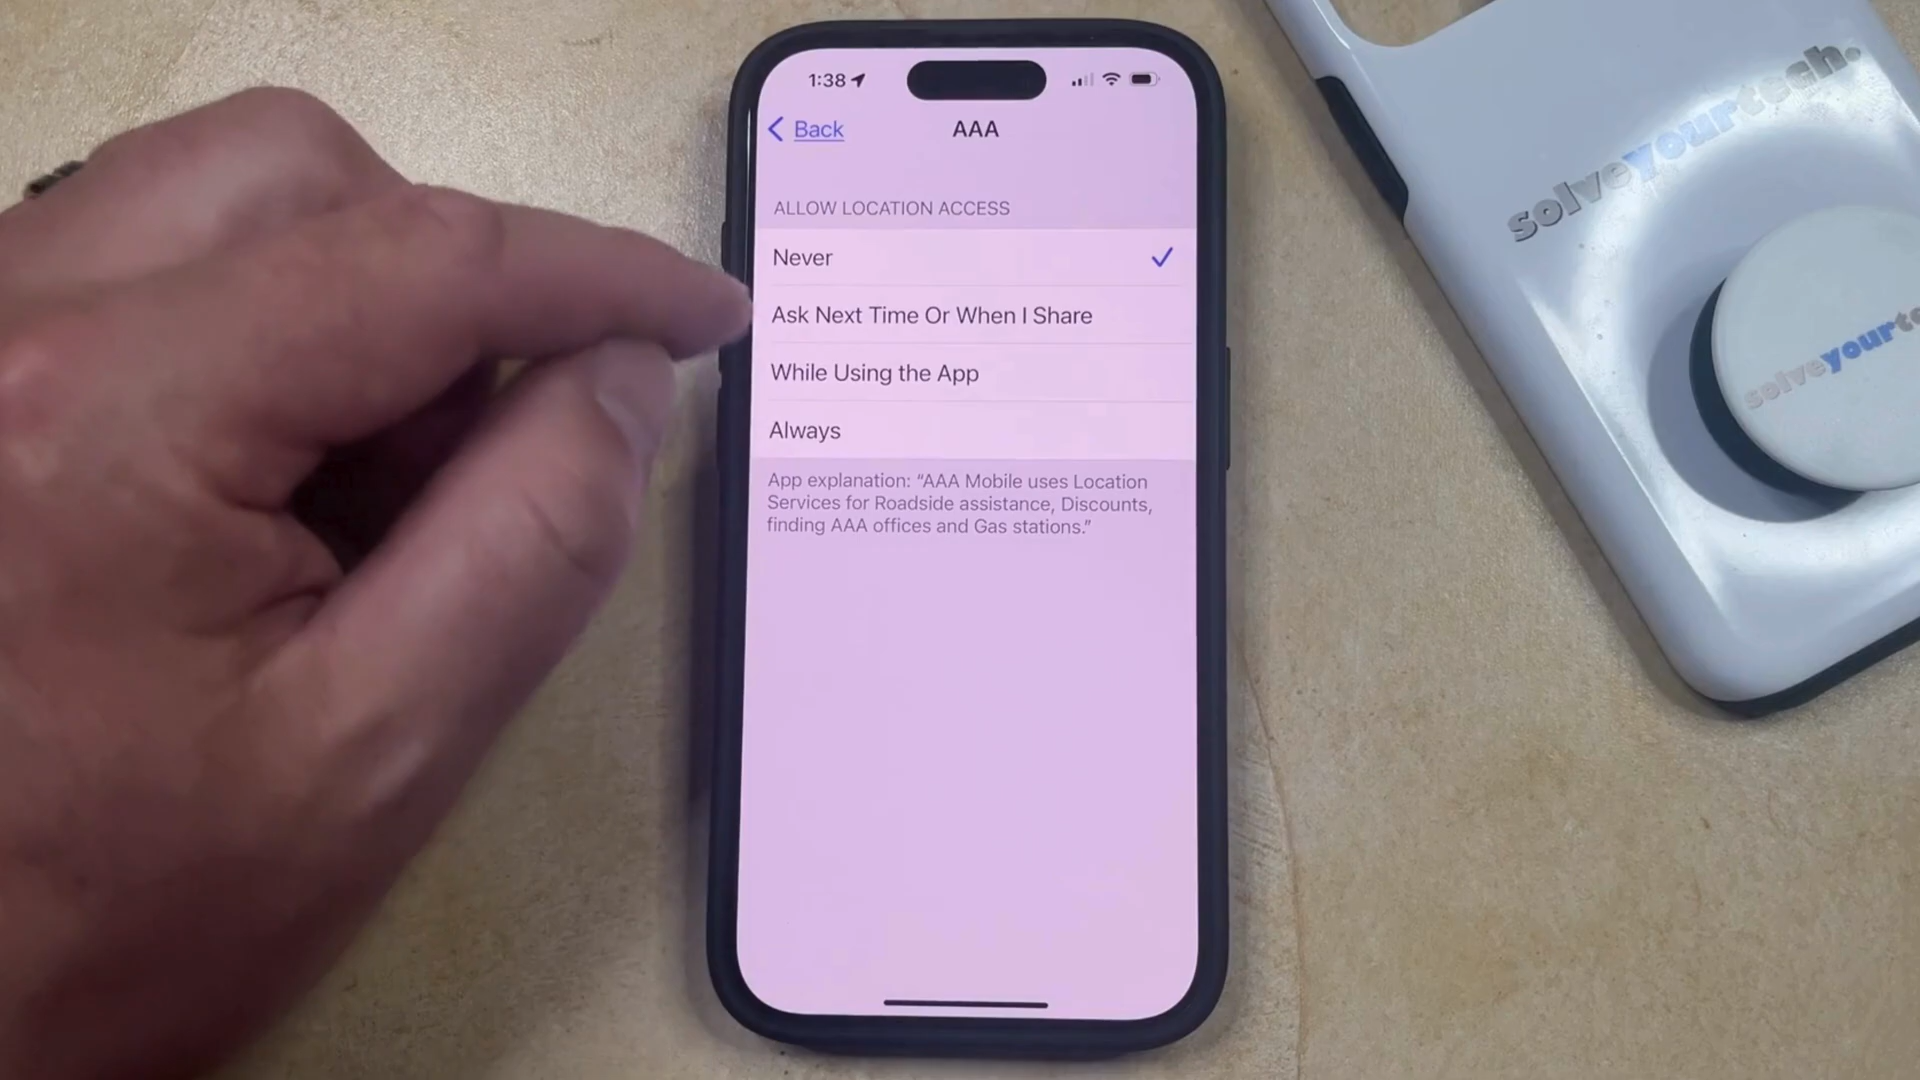 1:38
Back
AAA
ALLOW LOCATION ACCESS
Never
Ask Next Time Or When I Share
While Using the App
Always
App explanation: “AAA Mobile uses Location
Services for Roadside assistance, Discounts,
finding AAA offices and Gas stations.”
solveyourtech.
solveyourte